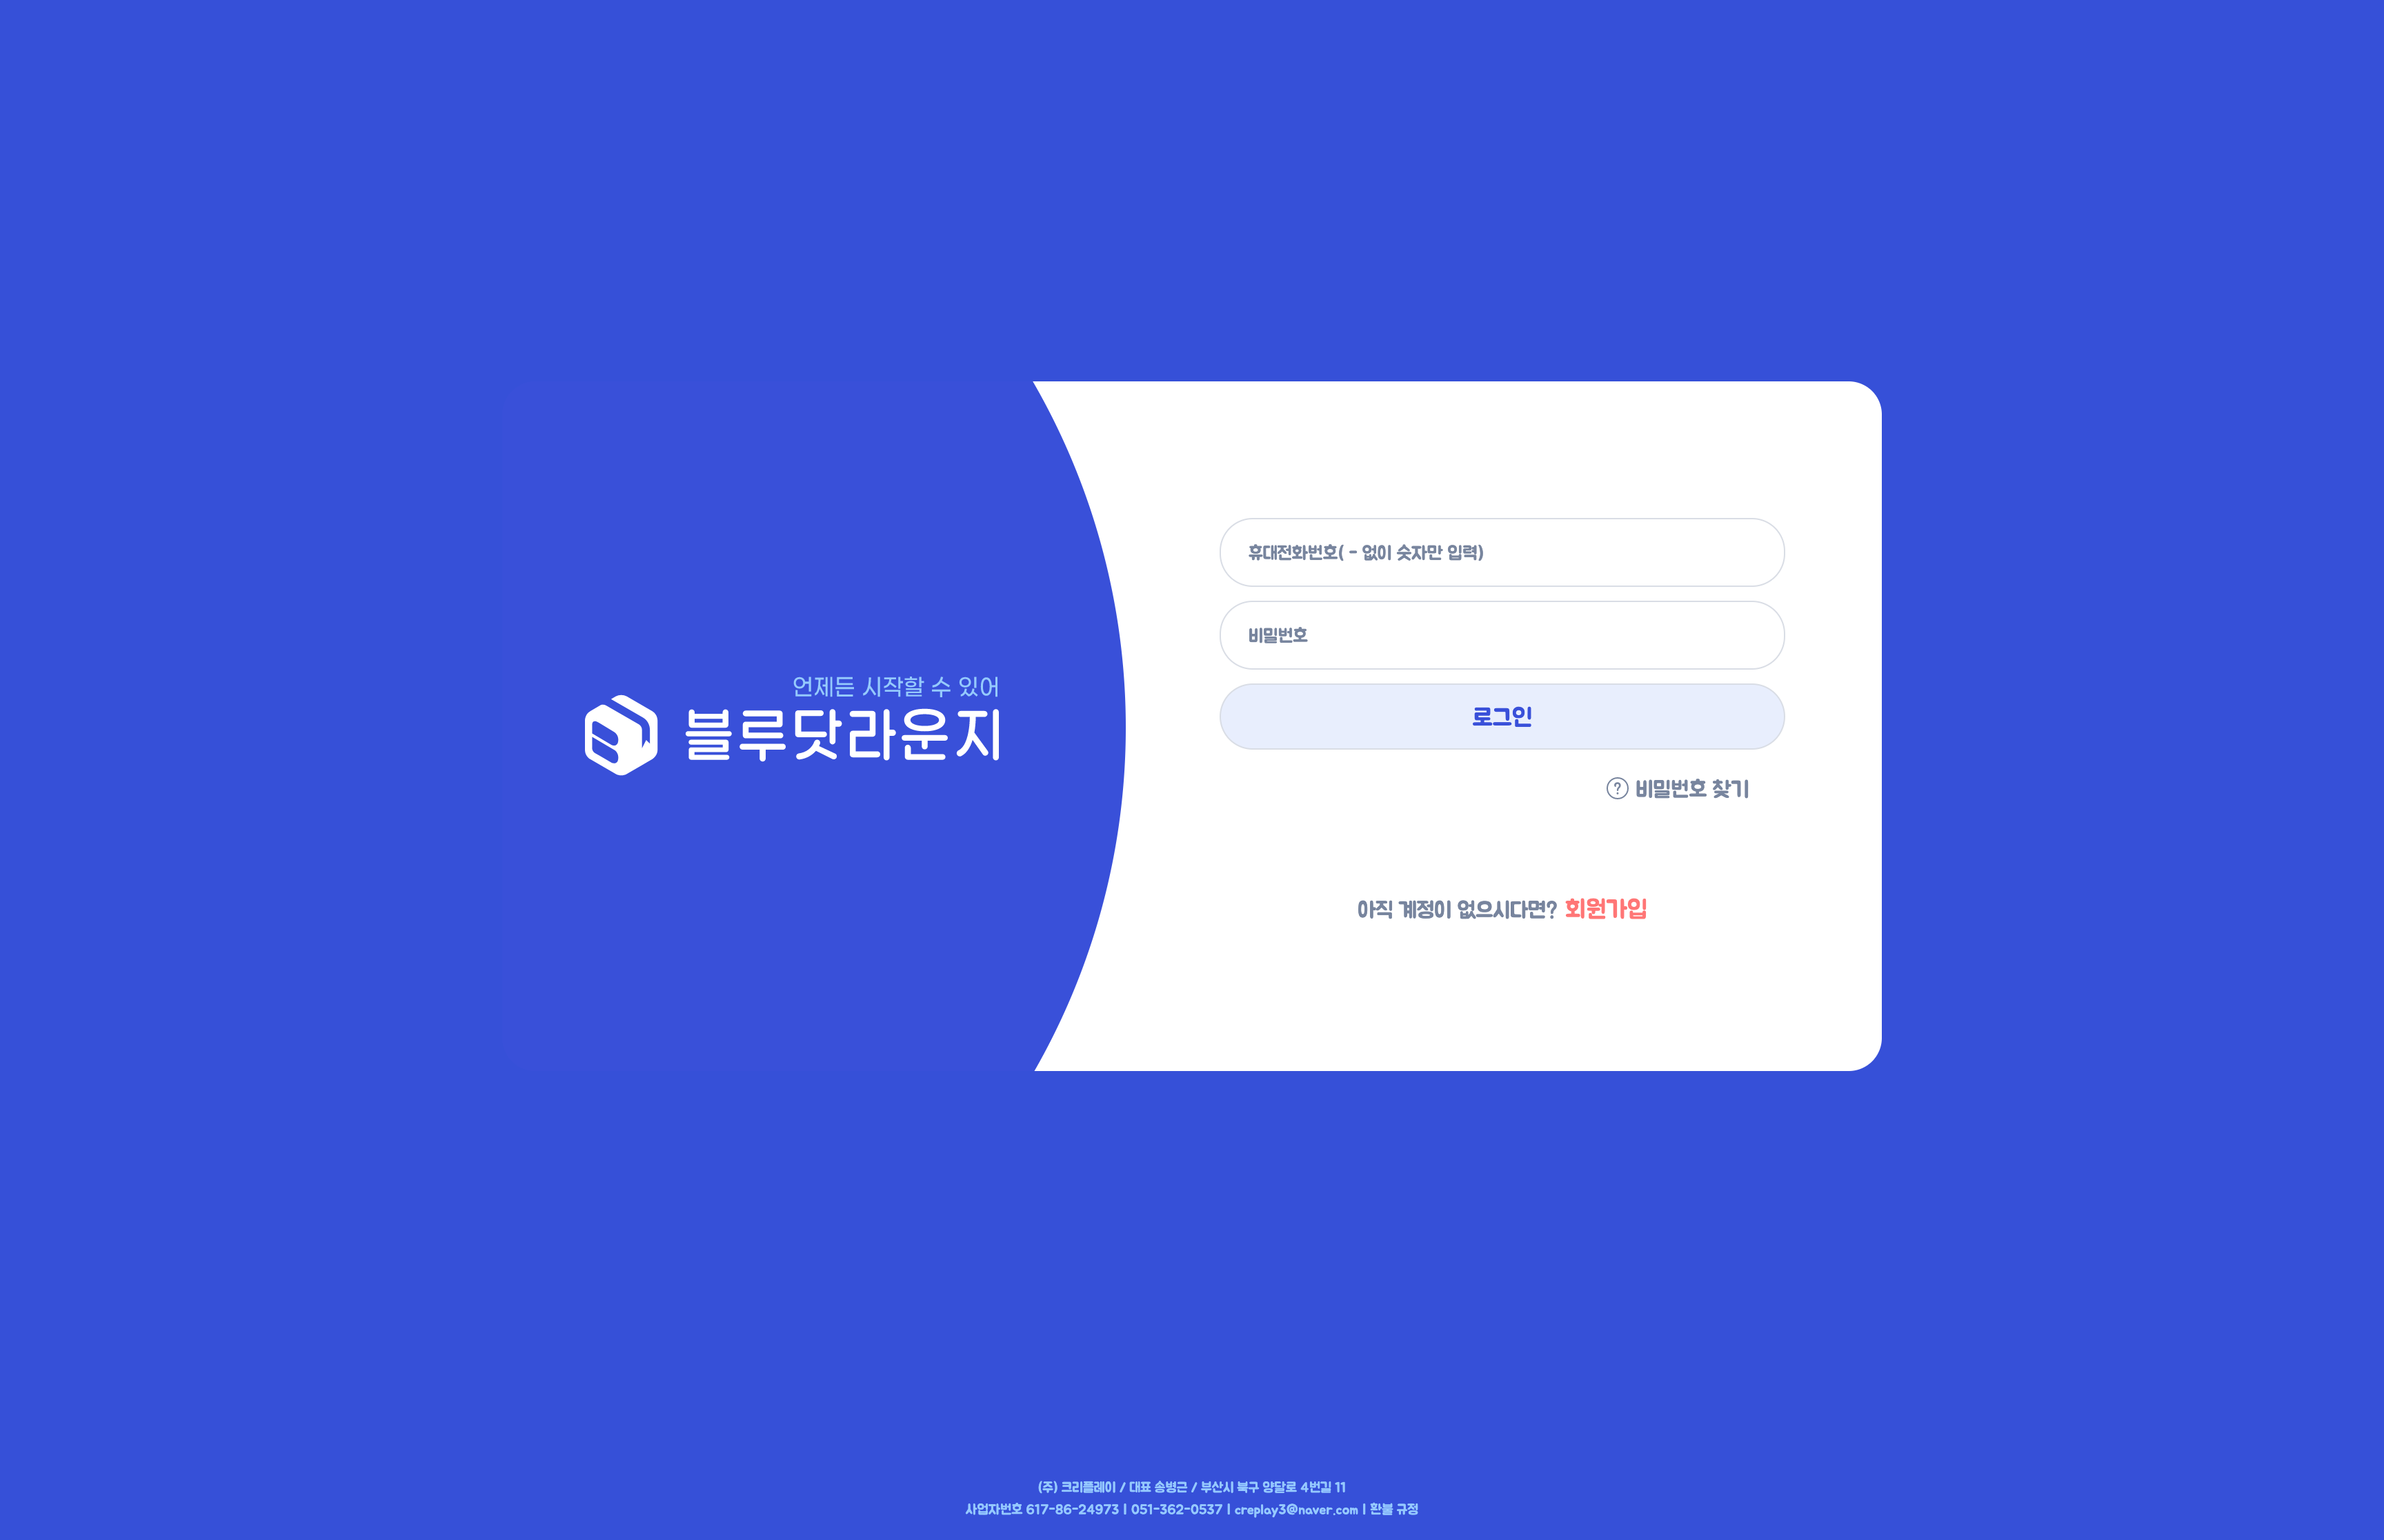 언제든 시작할 수 있어
블루닷라운지
휴대전화번호( - 없이 숫자만 입력)
비밀번호
로그인
? 비밀번호 찾기
아직 계정이 없으시다면? 회원가입
(주) 크리플레이 / 대표 송병근 / 부산시 북구 양달로 4번길 11
사업자번호 617-86-24973 | 051-362-0537 | creplay3@naver.com | 환불 규정